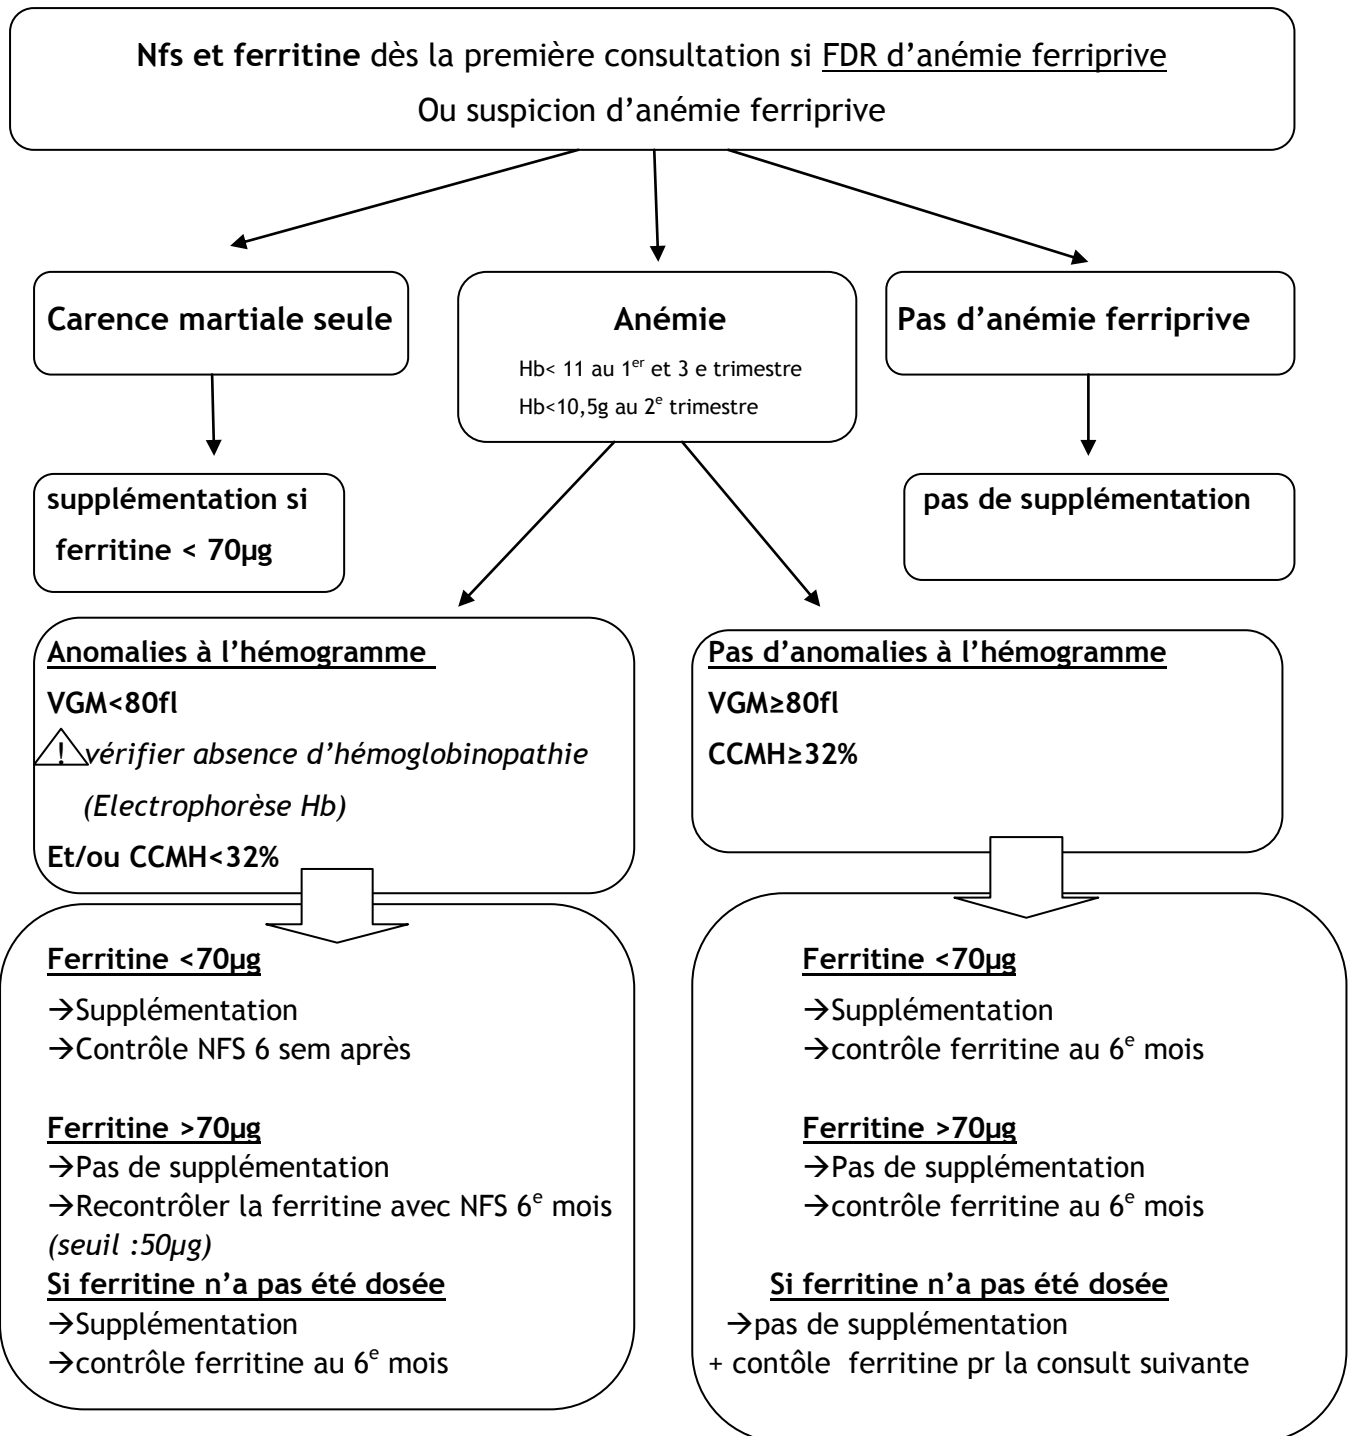 Nfs et ferritine dès la première consultation si FDR d'anémie ferriprive
Ou suspicion d'anémie ferriprive
Carence martiale seule
Anémie
Hb< 11 au 1er et 3 e trimestre
Hb<10,5g au 2e trimestre
Pas d'anémie ferriprive
supplémentation si
ferritine < 70µg
pas de supplémentation
Anomalies à l'hémogramme
VGM<80fl
! vérifier absence d'hémoglobinopathie
(Electrophorèse Hb)
Et/ou CCMH<32%
Pas d'anomalies à l'hémogramme
VGM≥80fl
CCMH≥32%
Ferritine <70µg
→Supplémentation
→Contrôle NFS 6 sem après
Ferritine >70µg
→Pas de supplémentation
→Recontrôler la ferritine avec NFS 6e mois
(seuil :50µg)
Si ferritine n'a pas été dosée
→Supplémentation
→contrôle ferritine au 6e mois
Ferritine <70µg
→Supplémentation
→contrôle ferritine au 6e mois
Ferritine >70µg
→Pas de supplémentation
→contrôle ferritine au 6e mois
Si ferritine n'a pas été dosée
→pas de supplémentation
+ contôle ferritine pr la consult suivante